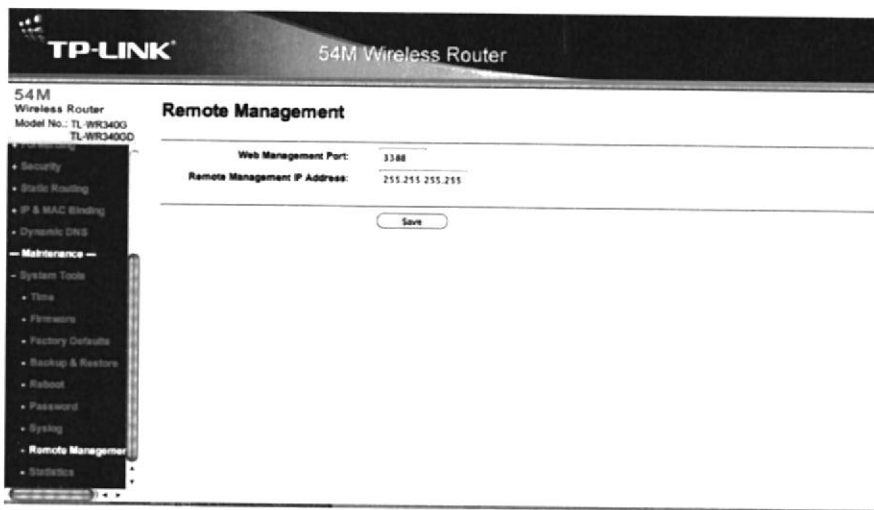 TP-LINK
54M Wireless Router
54M
Wireless Router
Model No.: TL-WR340G
TL-WR340GD
Remote Management
Web Management Port:
3388
Remote Management IP Address:
255.255.255.255
Save
+ Forwarding
+ Security
• Static Routing
• IP & MAC Binding
• Dynamic DNS
— Maintenance —
- System Tools
• Time
• Firmware
• Factory Defaults
• Backup & Restore
• Reboot
• Password
• Syslog
• Remote Managemen
• Statistics